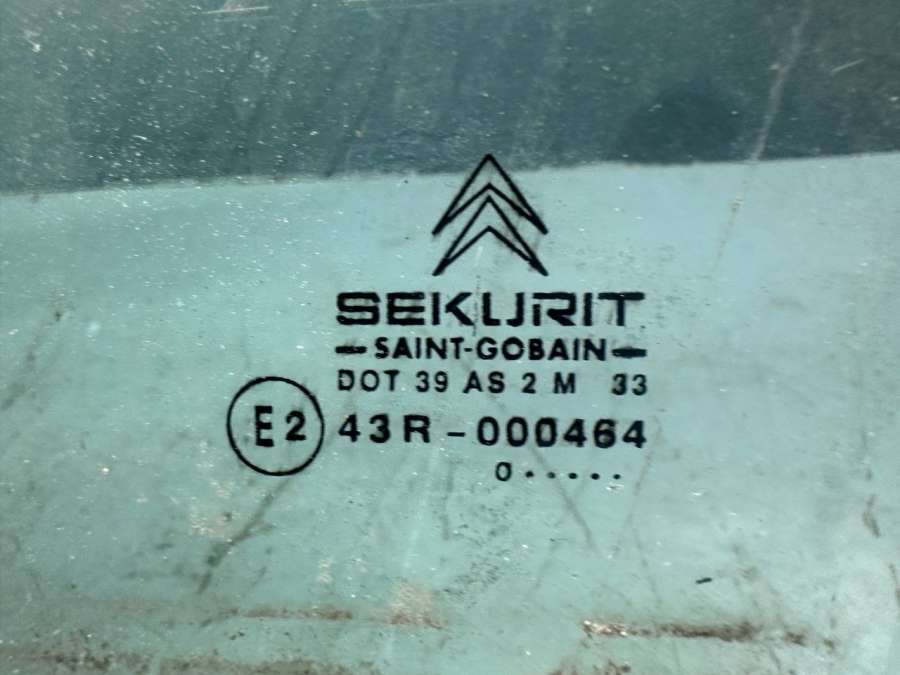 SEKURIT
SAINT-GOBAIN
DOT 39 AS 2 M 33
E2 43R-000464
0.....